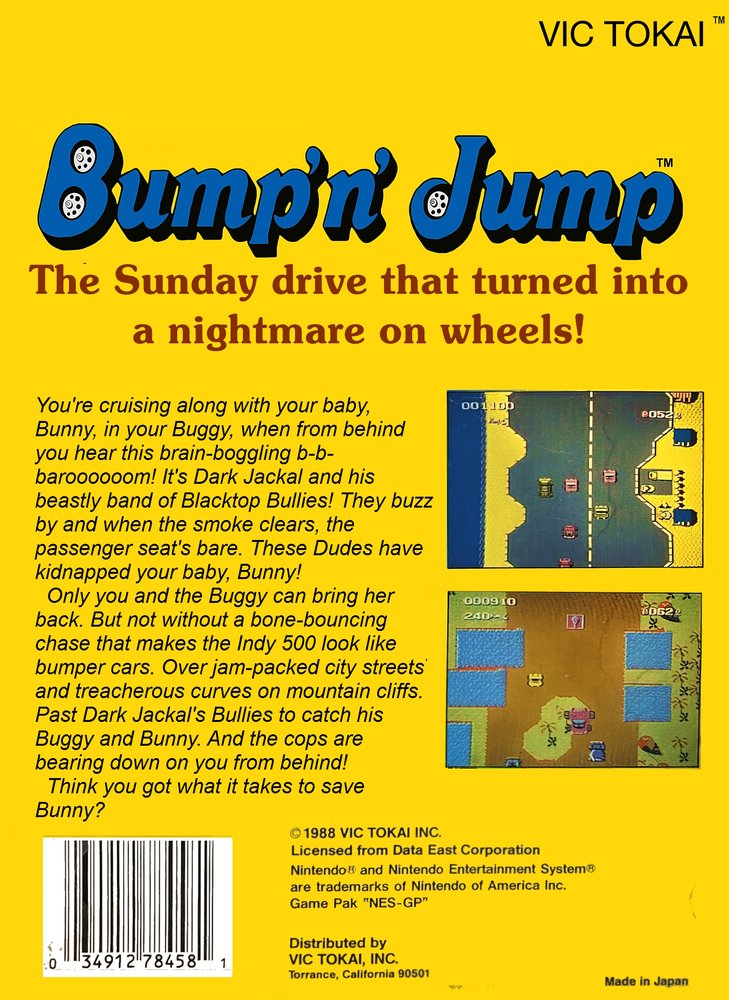 VIC TOKAI ™
Bump'n' Jump ™
The Sunday drive that turned into
a nightmare on wheels!
You're cruising along with your baby,
Bunny, in your Buggy, when from behind
you hear this brain-boggling b-b-
baroooooom! It's Dark Jackal and his
beastly band of Blacktop Bullies! They buzz
by and when the smoke clears, the
passenger seat's bare. These Dudes have
kidnapped your baby, Bunny!
Only you and the Buggy can bring her
back. But not without a bone-bouncing
chase that makes the Indy 500 look like
bumper cars. Over jam-packed city streets
and treacherous curves on mountain cliffs.
Past Dark Jackal's Bullies to catch his
Buggy and Bunny. And the cops are
bearing down on you from behind!
Think you got what it takes to save
Bunny?
001100
000910
240
© 1988 VIC TOKAI INC.
Licensed from Data East Corporation
Nintendo® and Nintendo Entertainment System®
are trademarks of Nintendo of America Inc.
Game Pak "NES-GP"
Distributed by
VIC TOKAI, INC.
Torrance, California 90501
0 34912 78458 1
Made in Japan